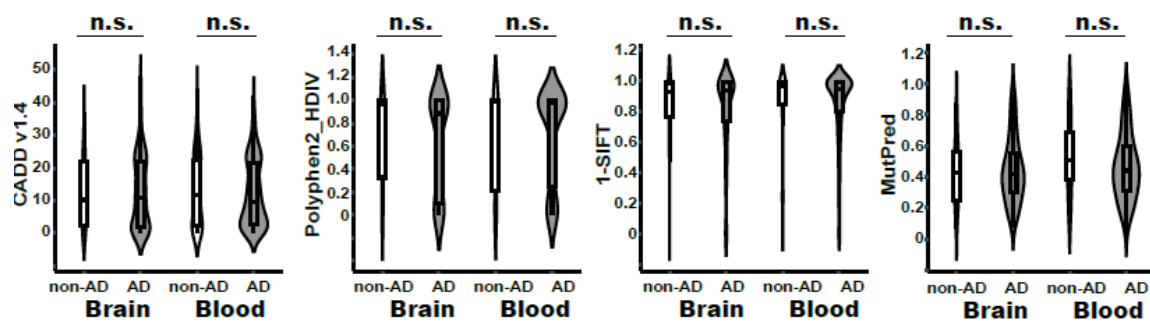 n.s. n.s. n.s. n.s. n.s. n.s. n.s. n.s.
CADD v1.4
50
40
30
20
10
0
non-AD AD non-AD AD
Brain Blood
Polyphen2_HDIV
1.4
1.2
1.0
0.8
0.6
0.4
0.2
0
non-AD AD non-AD AD
Brain Blood
1-SIFT
1.2
1.0
0.8
0.6
0.4
0.2
0
non-AD AD non-AD AD
Brain Blood
MutPred
1.2
1.0
0.8
0.6
0.4
0.2
0
non-AD AD non-AD AD
Brain Blood